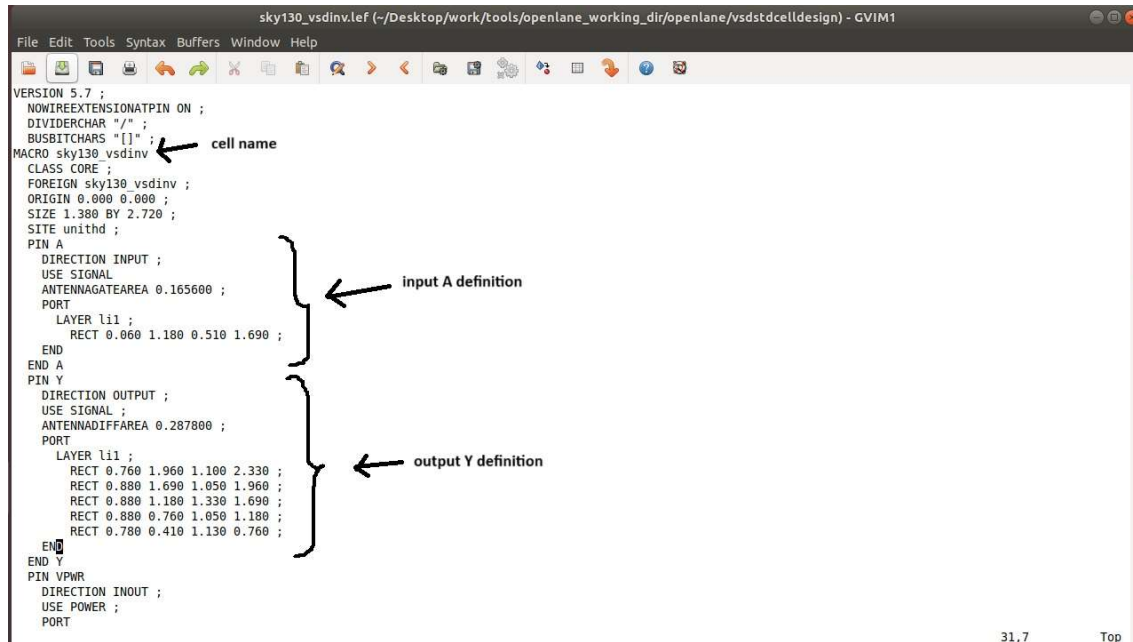 sky130_vsdinv.lef (~/Desktop/work/tools/openlane_working_dir/openlane/vsdstdcelldesign) - GVIM1
File Edit Tools Syntax Buffers Window Help
VERSION 5.7 ;
NOWIREEXTENSIONATPIN ON ;
DIVIDERCHAR "/" ;
BUSBITCHARS "[]" ;
cell name
MACRO sky130_vsdinv
CLASS CORE ;
FOREIGN sky130_vsdinv ;
ORIGIN 0.000 0.000 ;
SIZE 1.380 BY 2.720 ;
SITE unithd ;
PIN A
DIRECTION INPUT ;
USE SIGNAL
ANTENNAGATEAREA 0.165600 ;
PORT
LAYER li1 ;
RECT 0.060 1.180 0.510 1.690 ;
END
END A
input A definition
PIN Y
DIRECTION OUTPUT ;
USE SIGNAL ;
ANTENNADIFFAREA 0.287800 ;
PORT
LAYER li1 ;
RECT 0.760 1.960 1.100 2.330 ;
RECT 0.880 1.690 1.050 1.960 ;
RECT 0.880 1.180 1.330 1.690 ;
RECT 0.880 0.760 1.050 1.180 ;
RECT 0.780 0.410 1.130 0.760 ;
END
END Y
output Y definition
PIN VPWR
DIRECTION INOUT ;
USE POWER ;
PORT
31,7 Top